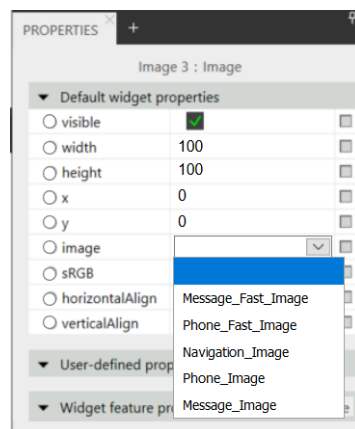 PROPERTIES × +
Image 3 : Image
Default widget properties
visible
width 100
height 100
x 0
y 0
image
sRGB
horizontalAlign
verticalAlign
Message_Fast_Image
Phone_Fast_Image
Navigation_Image
Phone_Image
Message_Image
User-defined prop
Widget feature pr